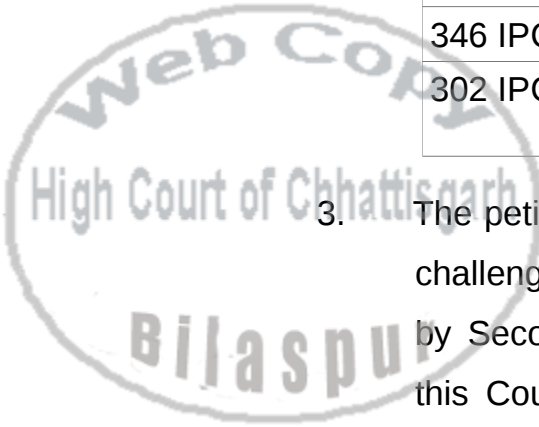 346 IPC
302 IPC
Web Copy
High Court of Chhattisgarh
Bilaspur
3. The peti
challeng
by Seco
this Cou